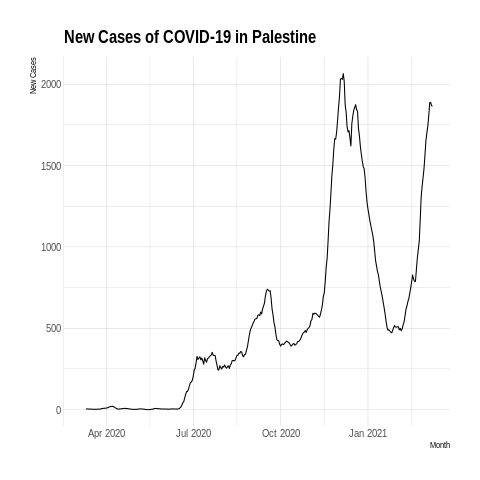 New Cases of COVID-19 in Palestine
New Cases
2000
1500
1000
500
0
Apr 2020 Jul 2020 Oct 2020 Jan 2021
Month